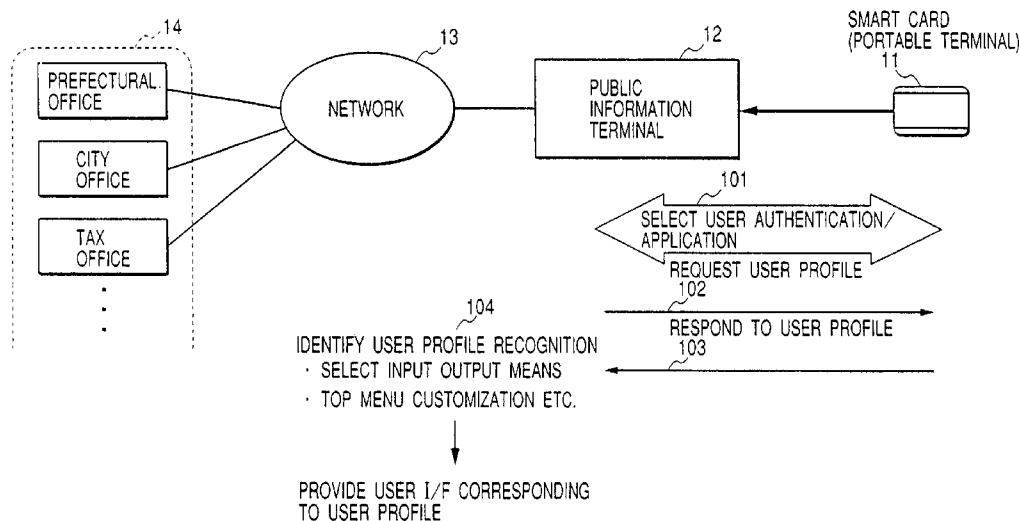 14
PREFECTURAL.
OFFICE
CITY
OFFICE
TAX
OFFICE
13
NETWORK
12
PUBLIC
INFORMATION
TERMINAL
SMART CARD
(PORTABLE TERMINAL)
11
101
SELECT USER AUTHENTICATION/
APPLICATION
REQUEST USER PROFILE
102
RESPOND TO USER PROFILE
103
104
IDENTIFY USER PROFILE RECOGNITION
· SELECT INPUT OUTPUT MEANS
· TOP MENU CUSTOMIZATION ETC.
PROVIDE USER I/F CORRESPONDING
TO USER PROFILE